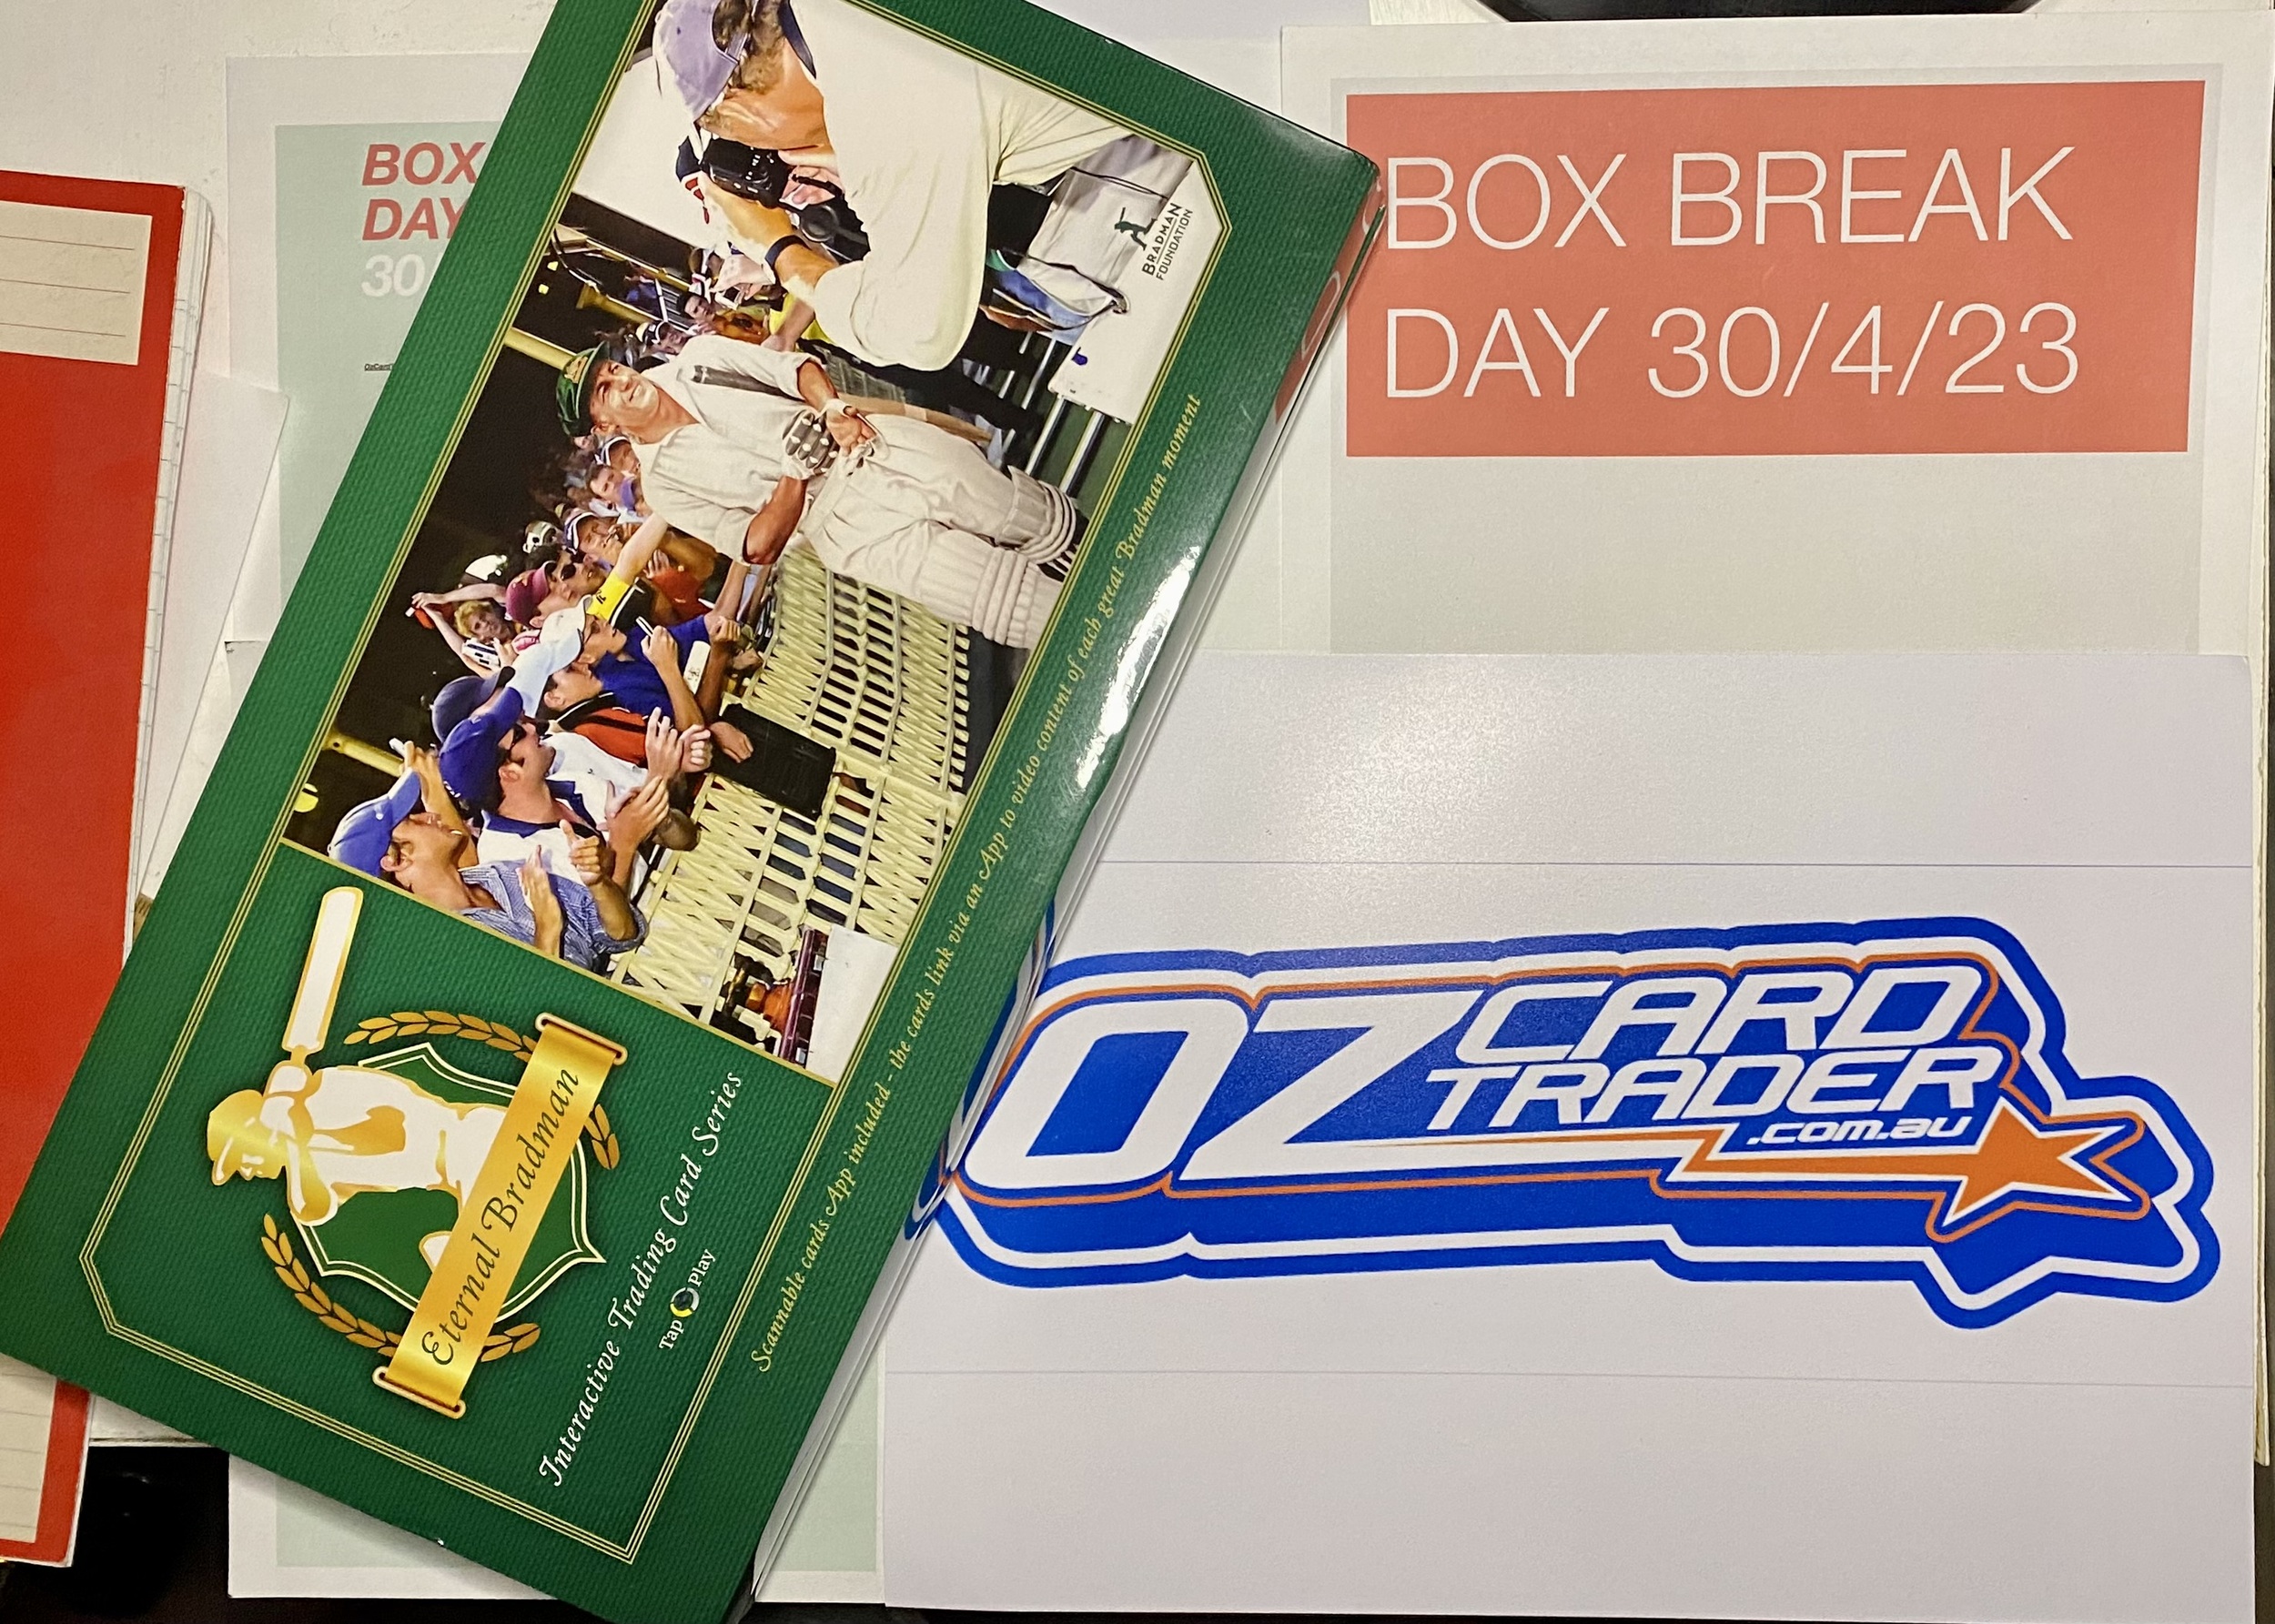 BOX
DAY
30
BRADMAN
FOUNDATION
Eternal Bradman
Interactive Trading Card Series
Tap Play
Scannable cards App included - the cards link via an App to video content of each great Bradman moment
BOX BREAK
DAY 30/4/23
OZ CARD
TRADER
.com.au